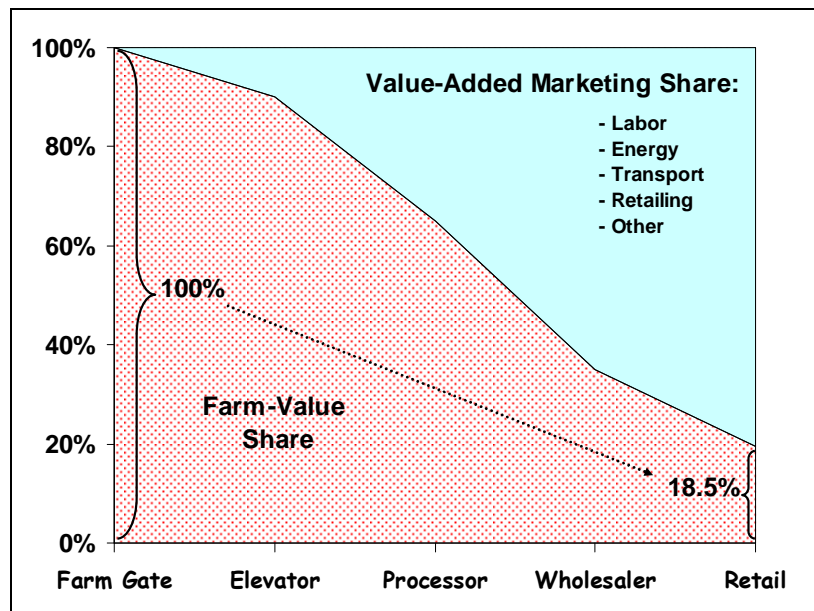 100%
80%
60%
40%
20%
0%
Value-Added Marketing Share:
- Labor
- Energy
- Transport
- Retailing
- Other
100%
Farm-Value
Share
18.5%
Farm Gate
Elevator
Processor
Wholesaler
Retail